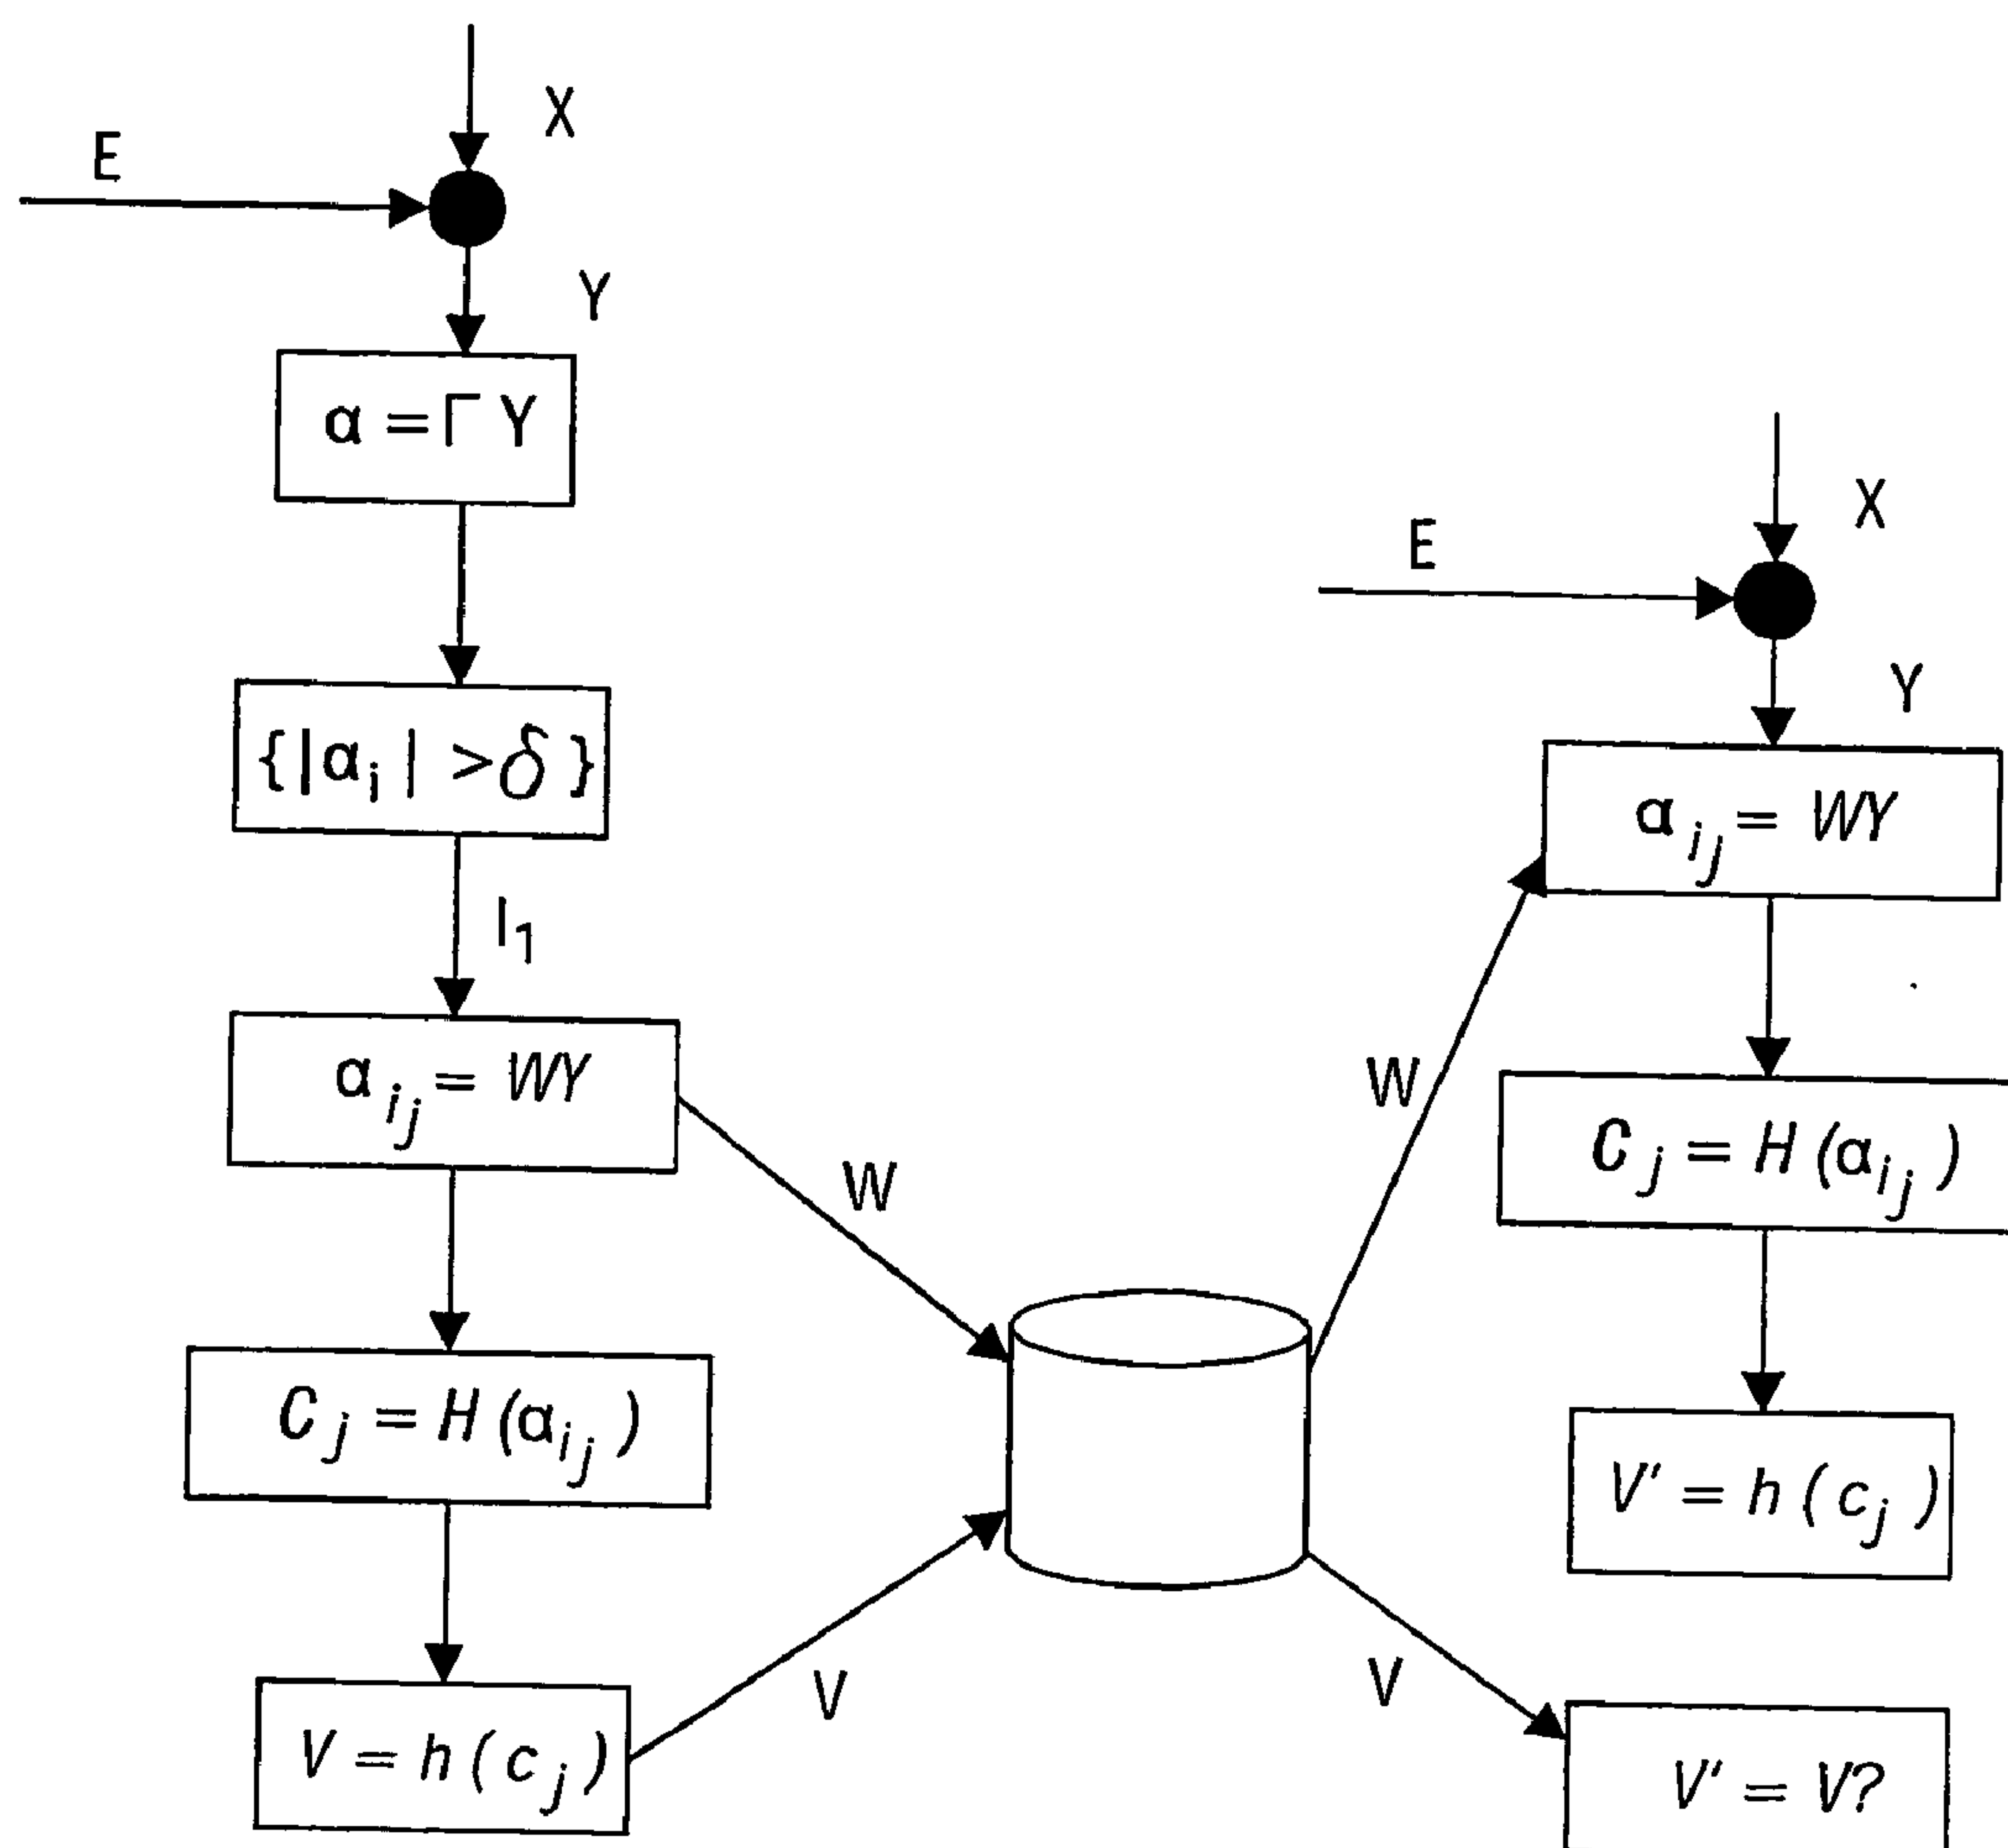 X
E
Y
α = Γ Y
{|α_i| > δ}
I_1
α_{i_j} = WY
W
C_j = H(α_{i_j})
V = h(c_j)
V
X
E
Y
α_{i_j} = WY
W
C_j = H(α_{i_j})
V' = h(c_j)
V
V' = V?